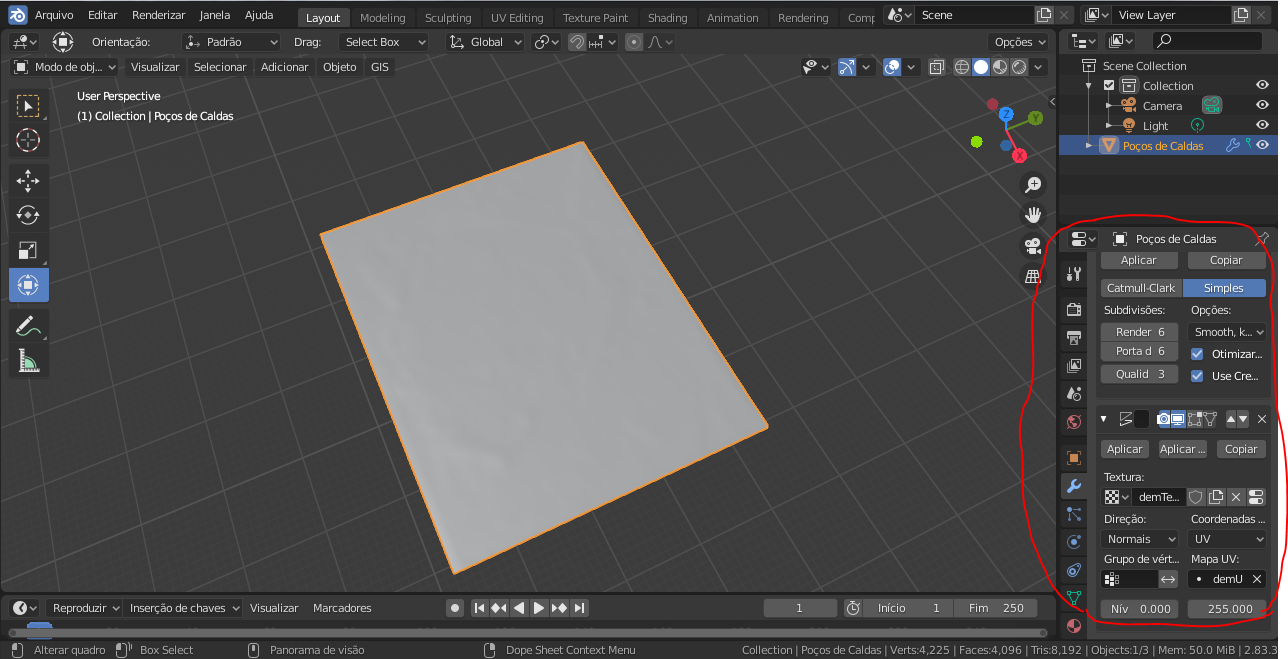 Arquivo Editar Renderizar Janela Ajuda Layout Modeling Sculpting UV Editing Texture Paint Shading Animation Rendering Comp Scene View Layer
Orientação: Padrão Drag: Select Box Global Opções
Modo de obj... Visualizar Selecionar Adicionar Objeto GIS
User Perspective
(1) Collection | Poços de Caldas
Z
Y
X
Scene Collection
Collection
Camera
Light
Poços de Caldas
Poços de Caldas
Aplicar Copiar
Catmull-Clark Simples
Subdivisões: Opções:
Render 6 Smooth, k...
Porta d 6 Otimizar...
Qualid 3 Use Cre...
Aplicar Aplicar ... Copiar
Textura:
demTe...
Direção: Coordenadas
Normais UV
Grupo de vért... Mapa UV:
demU
Nív 0.000 255.000
Reproduzir Inserção de chaves Visualizar Marcadores 1 Início 1 Fim 250
Alterar quadro Box Select Panorama de visão Dope Sheet Context Menu Collection | Poços de Caldas | Verts:4,225 | Faces:4,096 | Tris:8,192 | Objects:1/3 | Mem: 50.0 MiB | 2.83.3